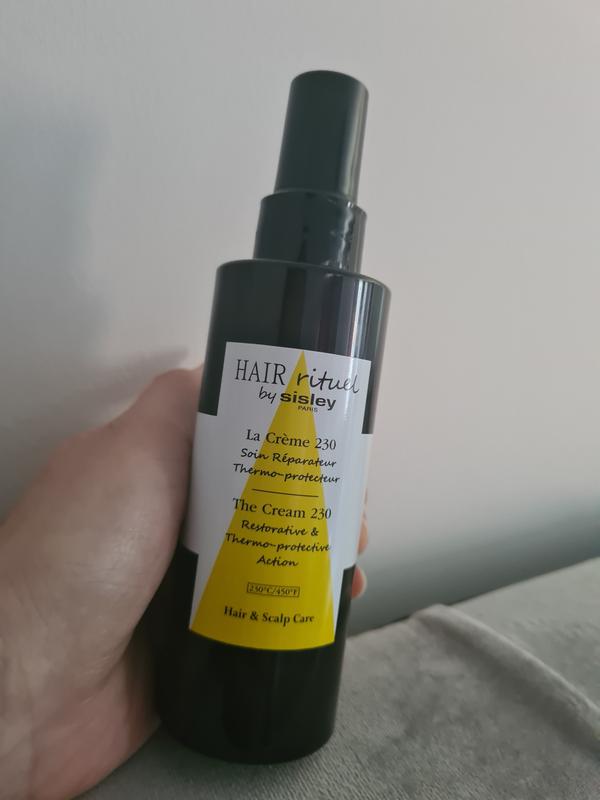 HAIR rituel
by sisley
PARIS
La Crème 230
Soin Réparateur
Thermo-protecteur
The Cream 230
Restorative &
Thermo-protective
Action
230°C/450°F
Hair & Scalp Care